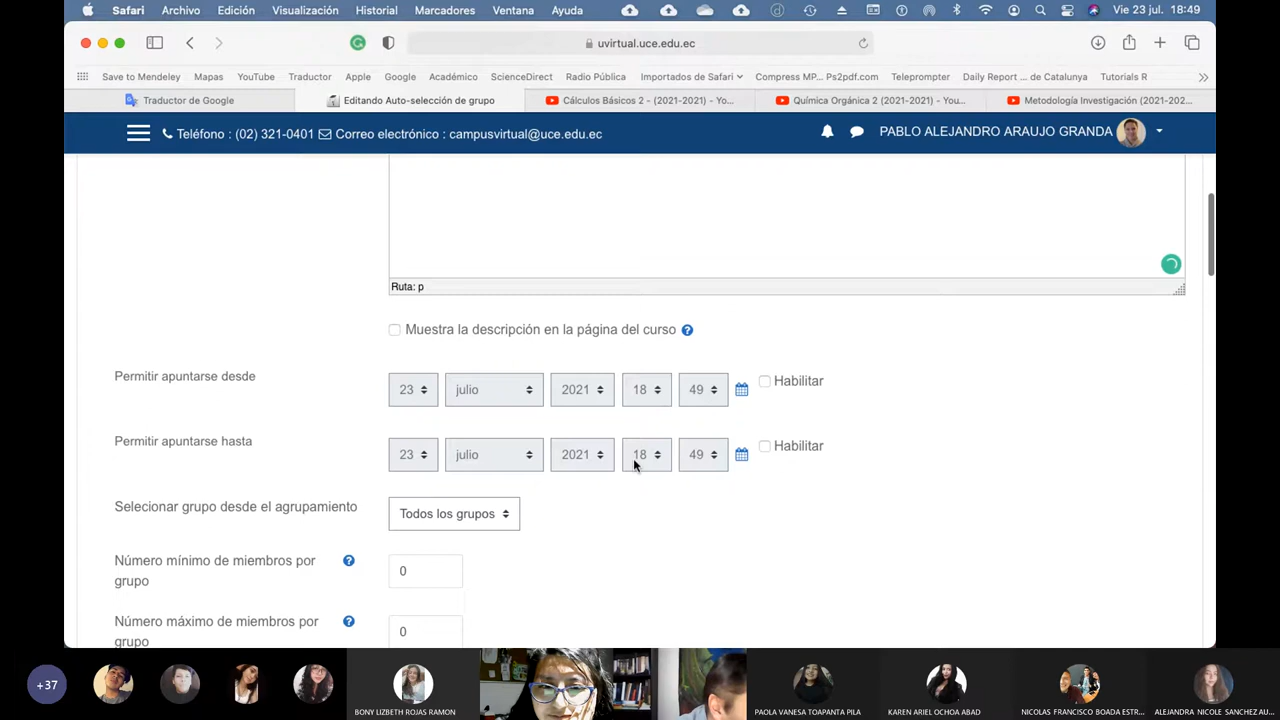 Safari Archivo Edición Visualización Historial Marcadores Ventana Ayuda Vie 23 jul. 18:49
uvirtual.uce.edu.ec
Save to Mendeley Mapas YouTube Traductor Apple Google Académico ScienceDirect Radio Pública Importados de Safari Compress MP... Ps2pdf.com Teleprompter Daily Report ... de Catalunya Tutorials R
Traductor de Google Editando Auto-selección de grupo Cálculos Básicos 2 - (2021-2021) - Yo... Química Orgánica 2 (2021-2021) - You... Metodología Investigación (2021-202...
Teléfono : (02) 321-0401 Correo electrónico : campusvirtual@uce.edu.ec PABLO ALEJANDRO ARAUJO GRANDA
Ruta: p
Muestra la descripción en la página del curso ?
Permitir apuntarse desde 23 julio 2021 18 49 Habilitar
Permitir apuntarse hasta 23 julio 2021 18 49 Habilitar
Selecionar grupo desde el agrupamiento Todos los grupos
Número mínimo de miembros por grupo ? 0
Número máximo de miembros por grupo ? 0
+37 BONY LIZBETH ROJAS RAMON PAOLA VANESA TOAPANTA PILA KAREN ARIEL OCHOA ABAD NICOLAS FRANCISCO BOADA ESTR... ALEJANDRA NICOLE SANCHEZ AU...